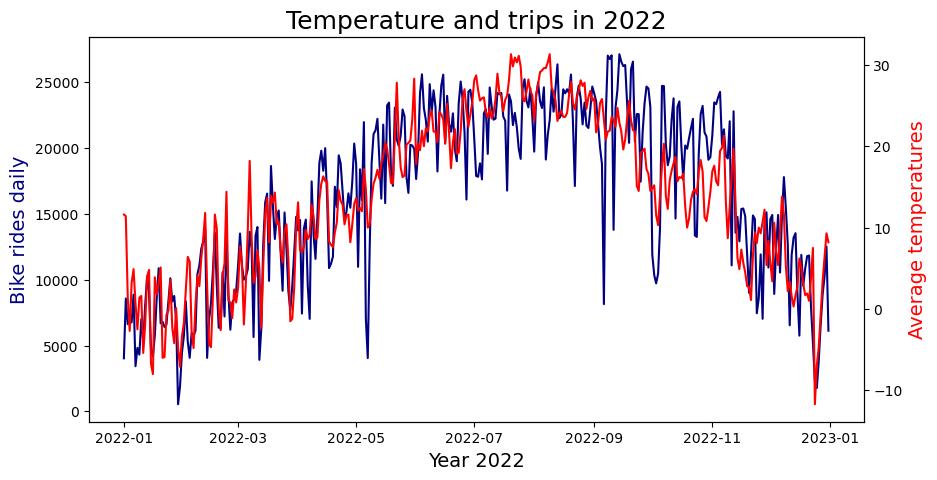 Temperature and trips in 2022
Bike rides daily
25000
20000
15000
10000
5000
0
30
20
10
0
−10
Average temperatures
2022-01 2022-03 2022-05 2022-07 2022-09 2022-11 2023-01
Year 2022